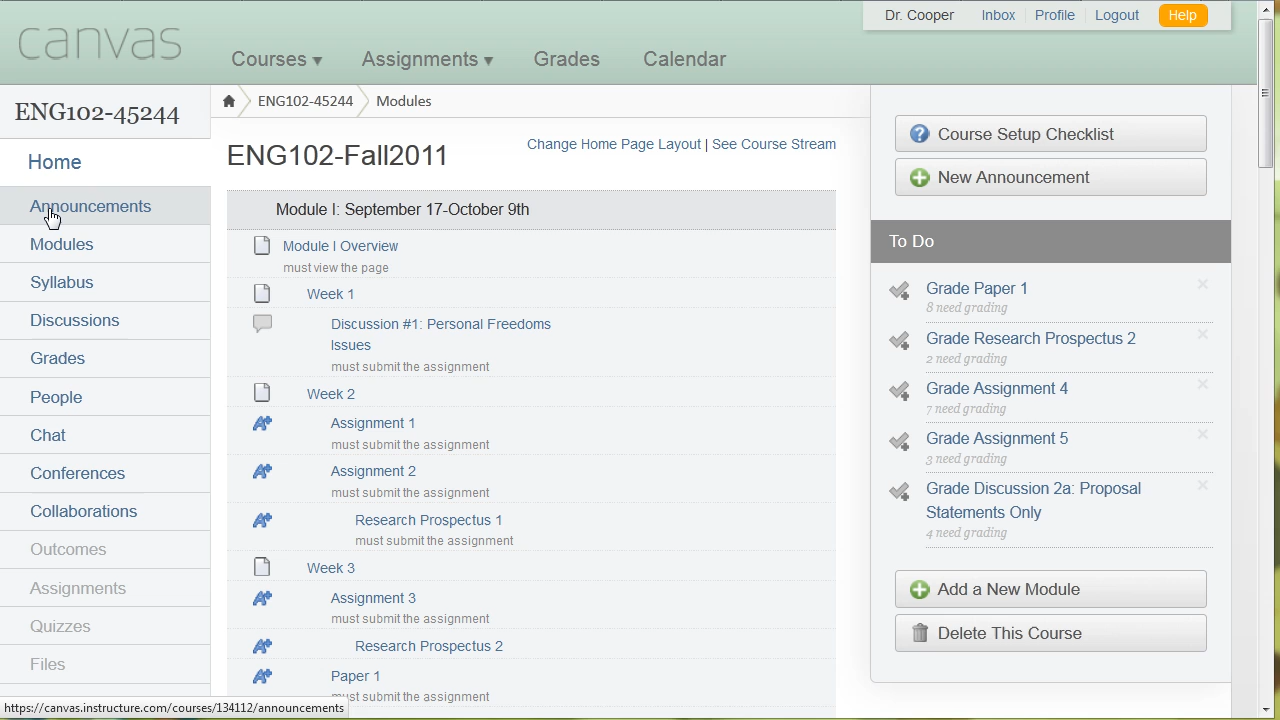 canvas
Dr. Cooper Inbox Profile Logout Help
Courses ▾ Assignments ▾ Grades Calendar
ENG102-45244
Home
Announcements
Modules
Syllabus
Discussions
Grades
People
Chat
Conferences
Collaborations
Outcomes
Assignments
Quizzes
Files
ENG102-45244 Modules
ENG102-Fall2011
Change Home Page Layout | See Course Stream
Module I: September 17-October 9th
Module I Overview
must view the page
Week 1
Discussion #1: Personal Freedoms
Issues
must submit the assignment
Week 2
Assignment 1
must submit the assignment
Assignment 2
must submit the assignment
Research Prospectus 1
must submit the assignment
Week 3
Assignment 3
must submit the assignment
Research Prospectus 2
Paper 1
must submit the assignment
Course Setup Checklist
New Announcement
To Do
Grade Paper 1
8 need grading
Grade Research Prospectus 2
2 need grading
Grade Assignment 4
7 need grading
Grade Assignment 5
3 need grading
Grade Discussion 2a: Proposal
Statements Only
4 need grading
Add a New Module
Delete This Course
https://canvas.instructure.com/courses/134112/announcements